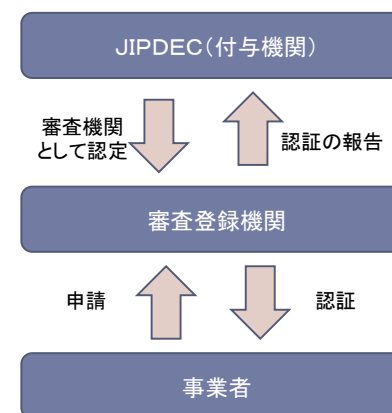 JIPDEC(付与機関)
審査機関
として認定
認証の報告
審査登録機関
申請
認証
事業者